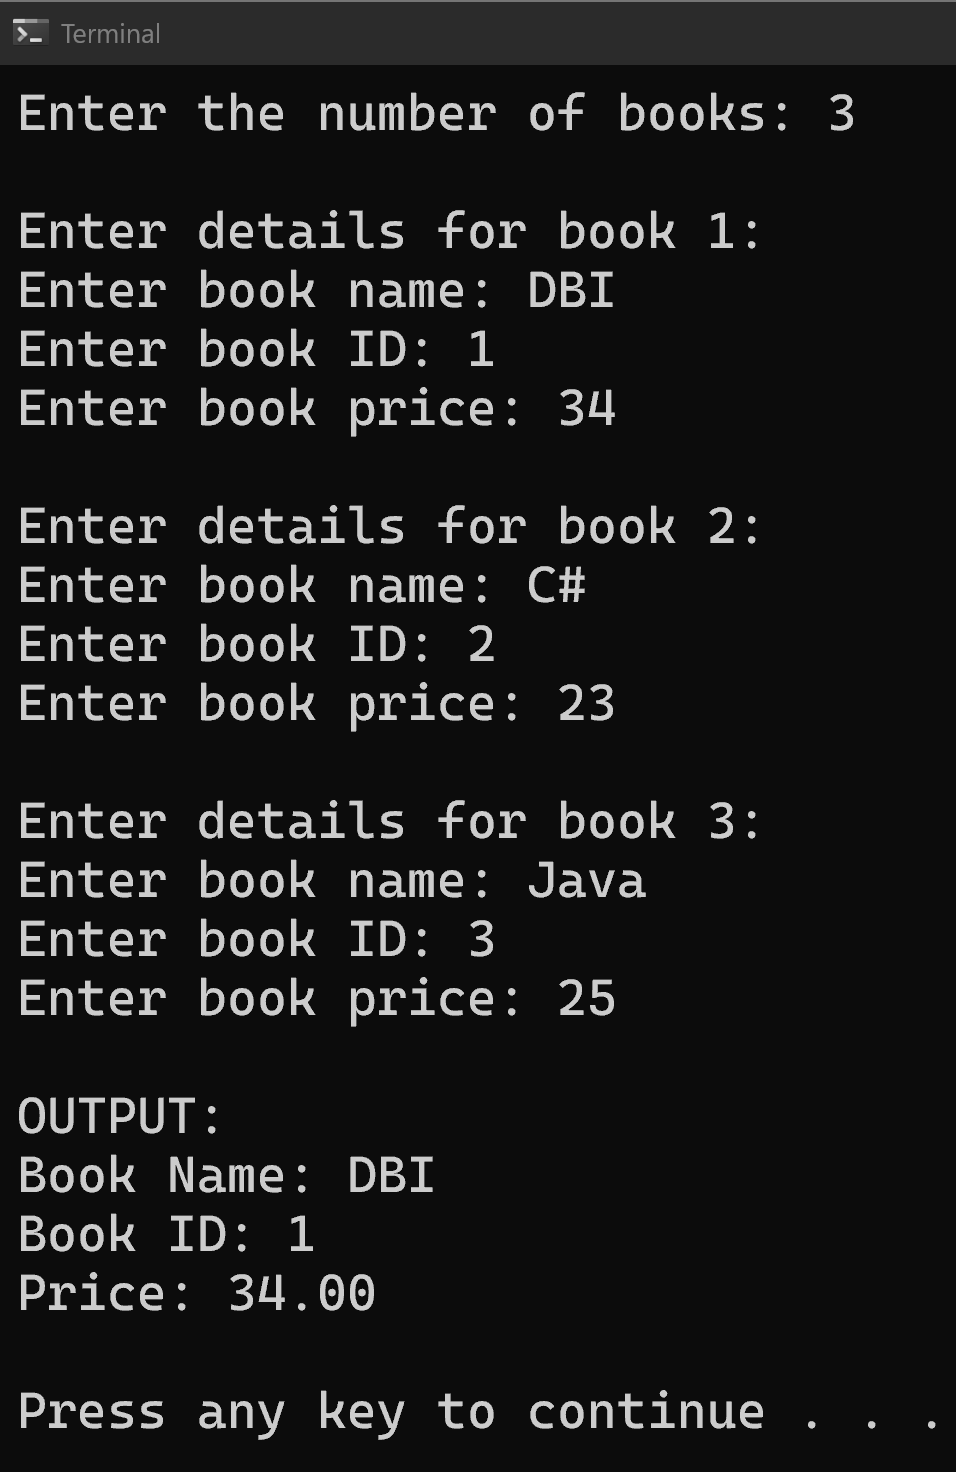 Terminal
Enter the number of books: 3
Enter details for book 1:
Enter book name: DBI
Enter book ID: 1
Enter book price: 34
Enter details for book 2:
Enter book name: C#
Enter book ID: 2
Enter book price: 23
Enter details for book 3:
Enter book name: Java
Enter book ID: 3
Enter book price: 25
OUTPUT:
Book Name: DBI
Book ID: 1
Price: 34.00
Press any key to continue . . .